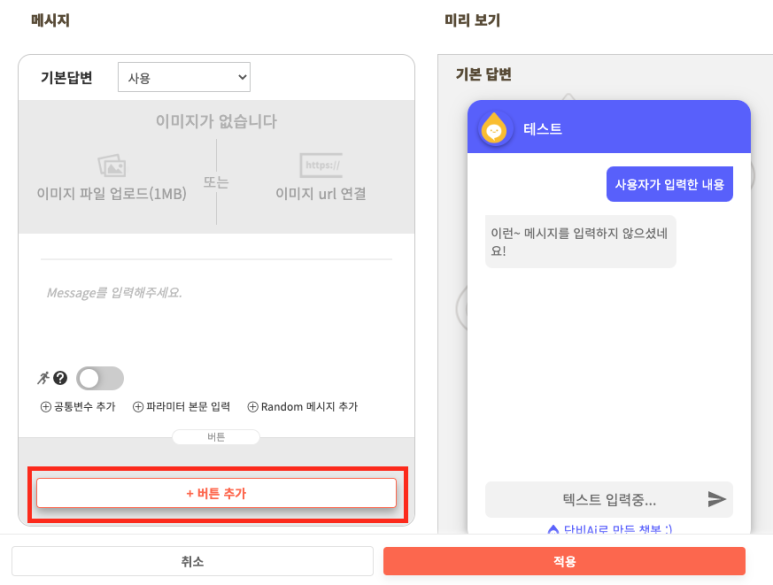 메시지
미리 보기
기본답변
사용
이미지가 없습니다
이미지 파일 업로드(1MB)
또는
https://
이미지 url 연결
Message를 입력해주세요.
공통변수 추가
파라미터 본문 입력
Random 메시지 추가
버튼
+ 버튼 추가
기본 답변
테스트
사용자가 입력한 내용
이런~ 메시지를 입력하지 않으셨네
요!
텍스트 입력중...
단비Ai로 만든 챗봇 :)
취소
적용